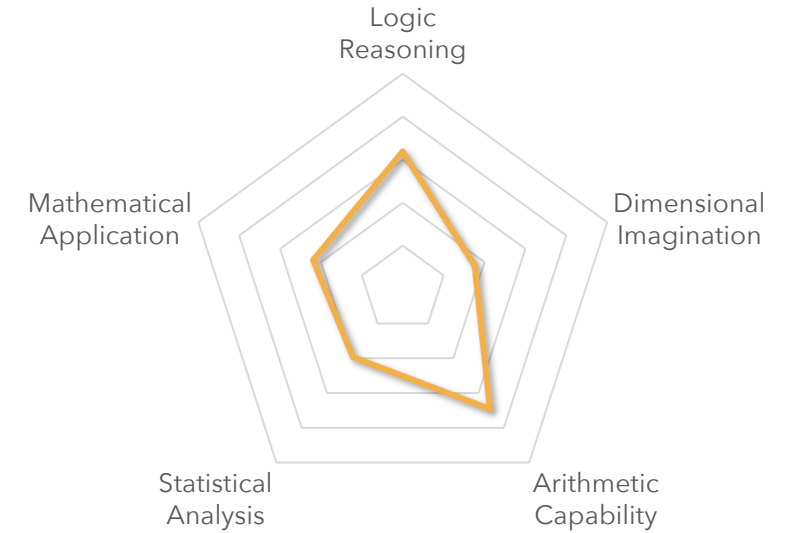 Logic
Reasoning
Mathematical
Application
Dimensional
Imagination
Statistical
Analysis
Arithmetic
Capability